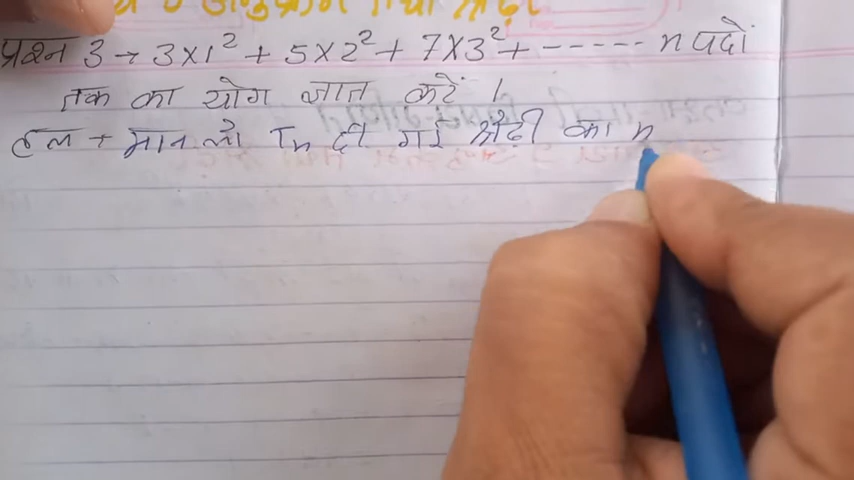 प्रश्न 3 → 3×1² + 5×2² + 7×3² + ----- n पदों
तक का योग ज्ञात करें ।
हल → मान लो Tn दी गई श्रेढ़ी का n